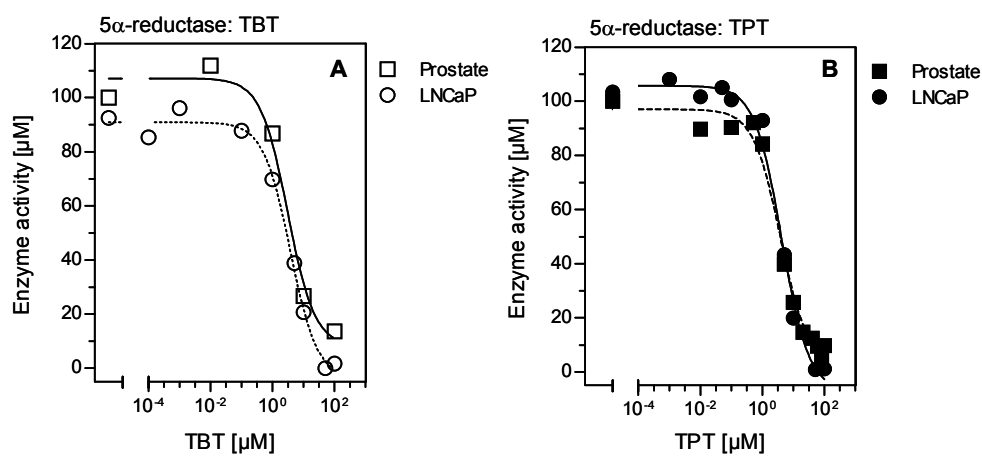 5α-reductase: TBT
A
Prostate
LNCaP
Enzyme activity [µM]
120
100
80
60
40
20
0
10-4 10-2 100 102
TBT [µM]
5α-reductase: TPT
B
Prostate
LNCaP
Enzyme activity [µM]
120
100
80
60
40
20
0
10-4 10-2 100 102
TPT [µM]